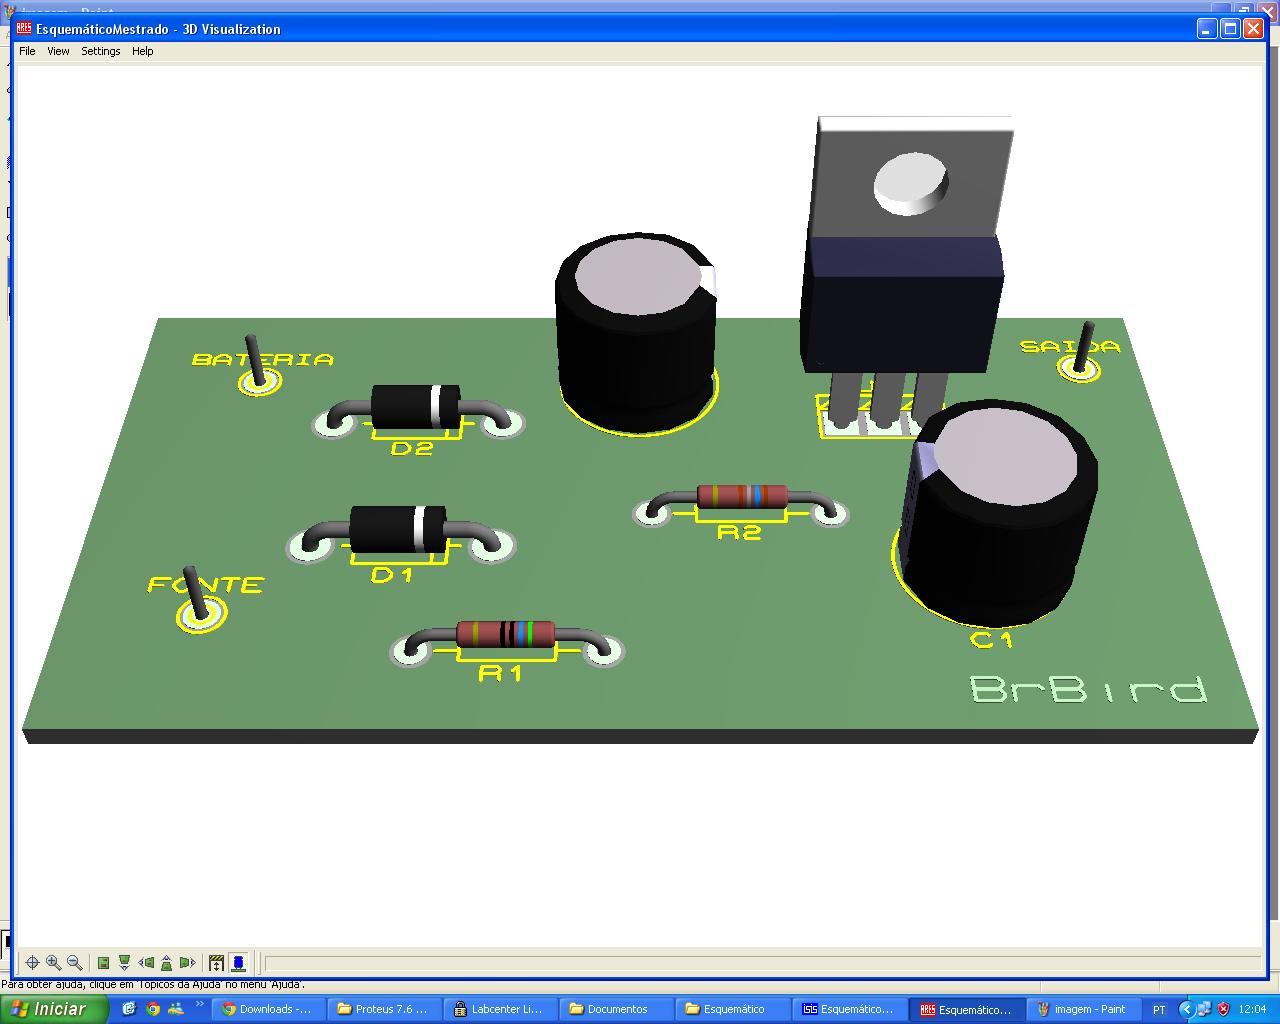 EsquemáticoMestrado - 3D Visualization
File View Settings Help
BATERIA
SAIDA
D2
R2
D1
FONTE
C1
R1
BrBird
Para obter ajuda, clique em 'Tópicos da Ajuda' no menu 'Ajuda'.
Iniciar
Downloads -...
Proteus 7.6 ...
Labcenter Li...
Documentos
Esquemático
ISIS
Esquemático...
ARES
Esquemático...
imagem - Paint
PT
12:04